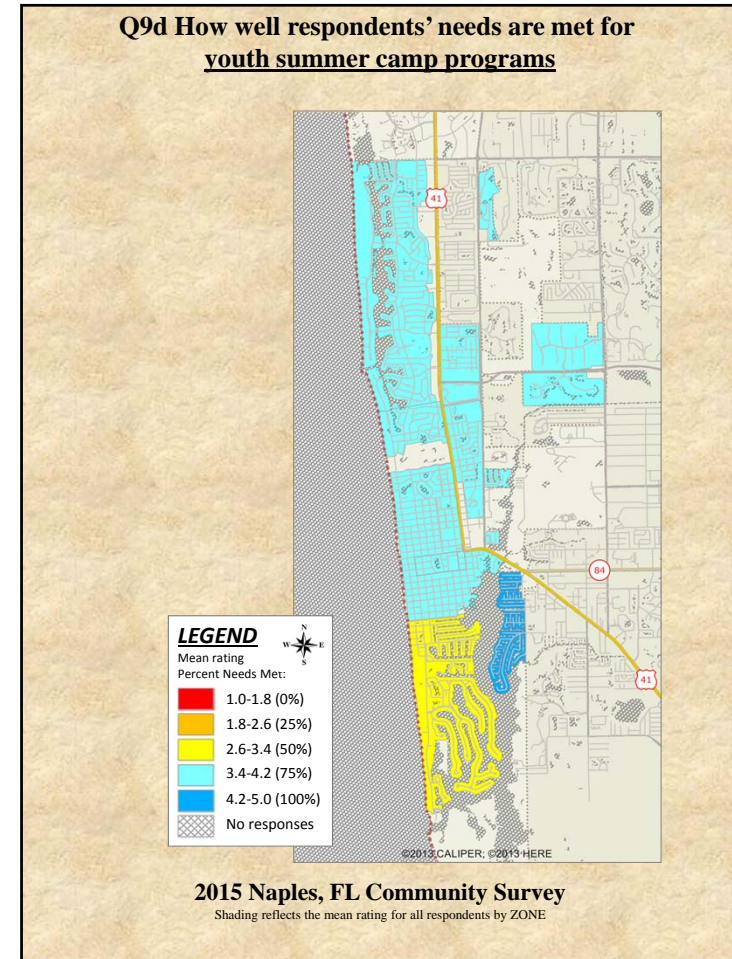 Q9d How well respondents’ needs are met for
youth summer camp programs
41
84
41
LEGEND
N
W E
S
Mean rating
Percent Needs Met:
1.0-1.8 (0%)
1.8-2.6 (25%)
2.6-3.4 (50%)
3.4-4.2 (75%)
4.2-5.0 (100%)
No responses
©2013 CALIPER; ©2013 HERE
2015 Naples, FL Community Survey
Shading reflects the mean rating for all respondents by ZONE